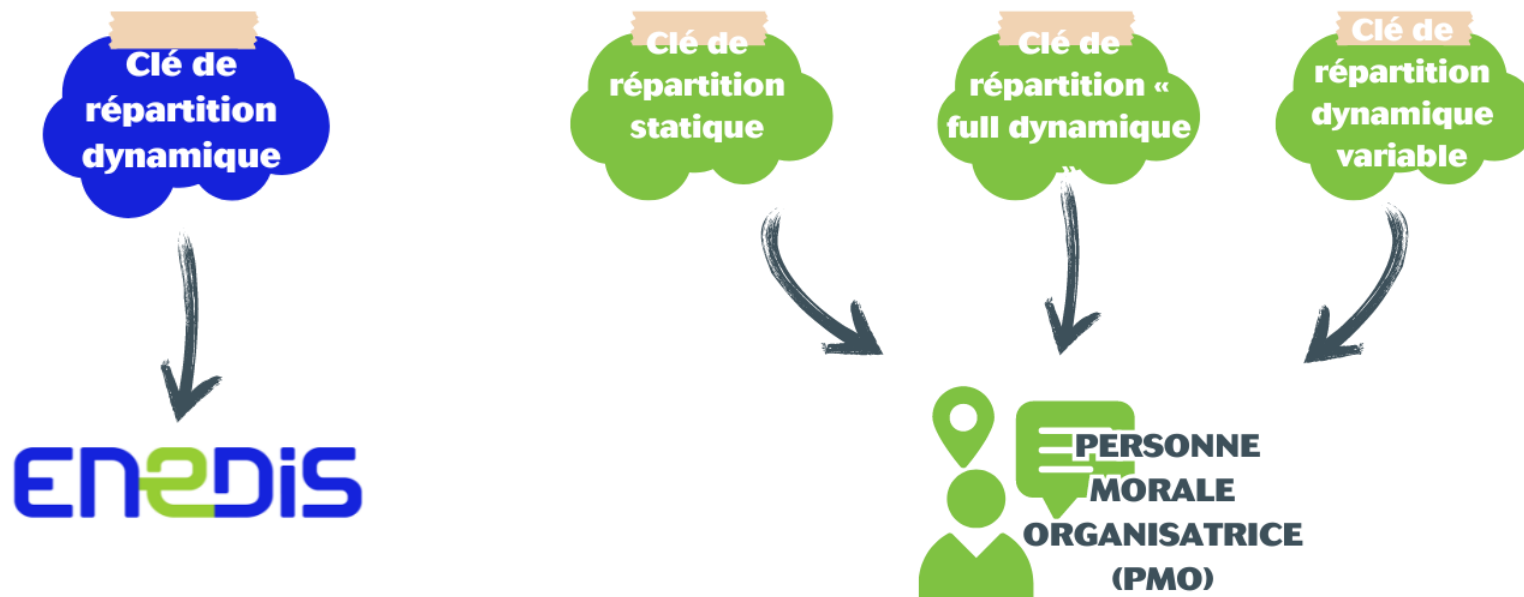 Clé de
répartition
dynamique
Clé de
répartition
statique
Clé de
répartition «
full dynamique
»
Clé de
répartition
dynamique
variable
ENEDIS
PERSONNE
MORALE
ORGANISATRICE
(PMO)